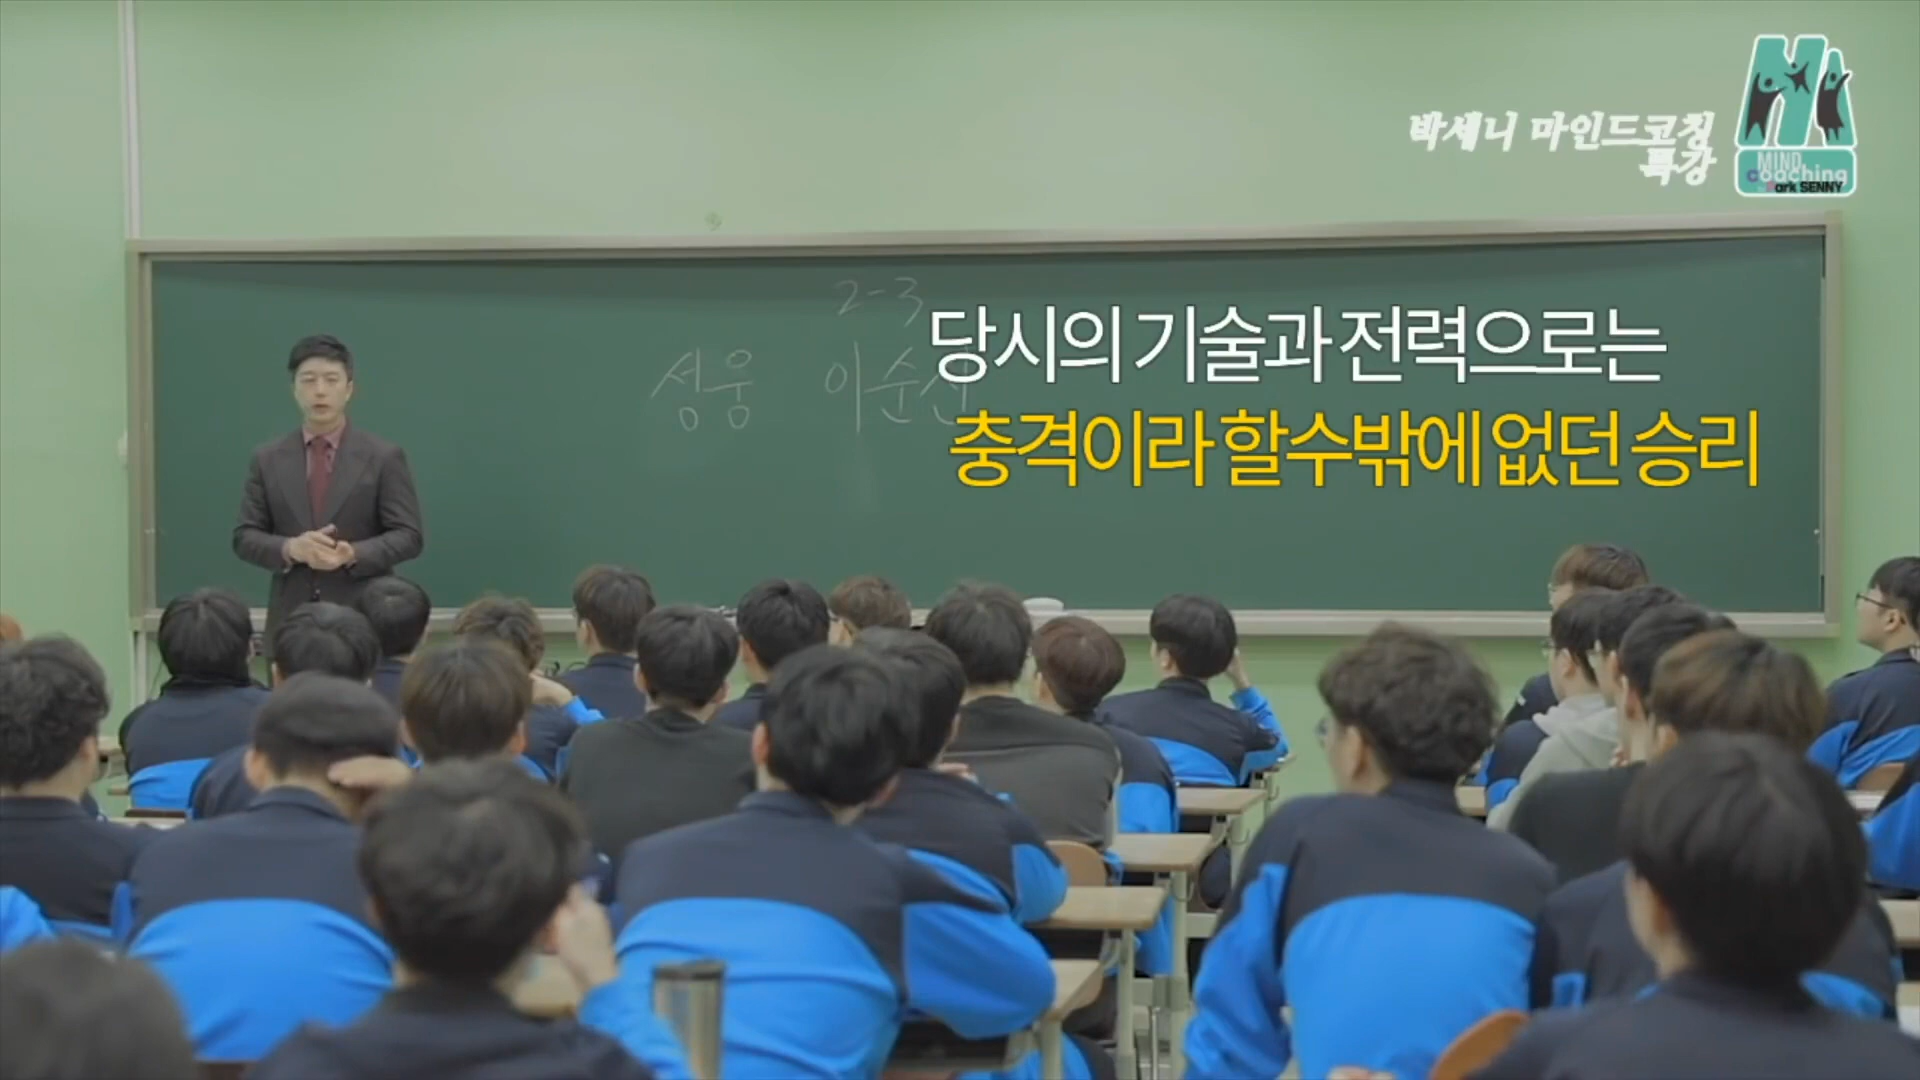 박세니 마인드코칭
특강
MIND
coaching
Park SENNY
2-3
성웅 이순신
당시의 기술과 전력으로는
충격이라 할수밖에 없던 승리